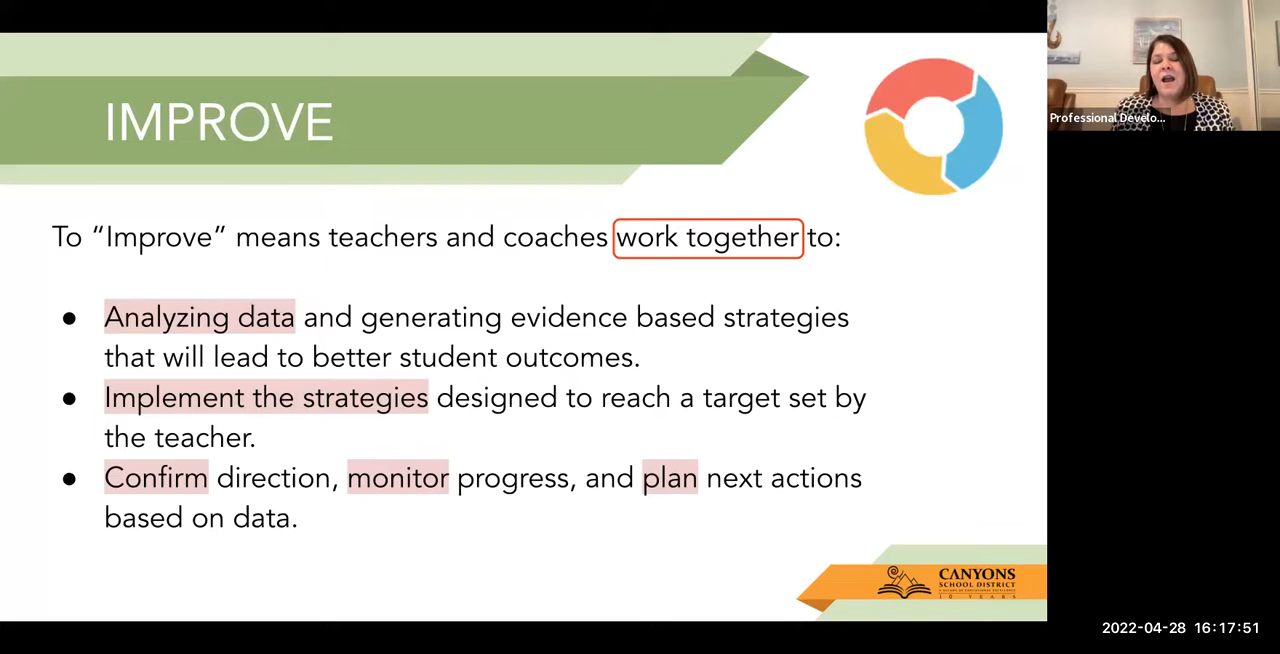 IMPROVE
Professional Develo...
To “Improve” means teachers and coaches work together to:
● Analyzing data and generating evidence based strategies
that will lead to better student outcomes.
● Implement the strategies designed to reach a target set by
the teacher.
● Confirm direction, monitor progress, and plan next actions
based on data.
CANYONS
SCHOOL DISTRICT
10 YEARS
2022-04-28 16:17:51